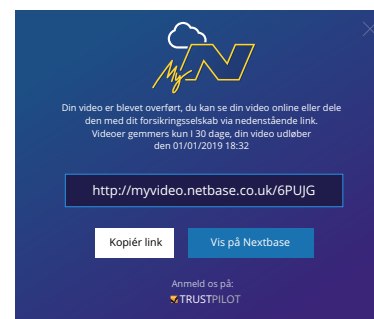 My N
Din video er blevet overført, du kan se din video online eller dele
den med dit forsikringsselskab via nedenstående link.
Videoer gemmers kun I 30 dage, din video udløber
den 01/01/2019 18:32
http://myvideo.netbase.co.uk/6PUJG
Kopiér link
Vis på Nextbase
Anmeld os på:
TRUSTPILOT